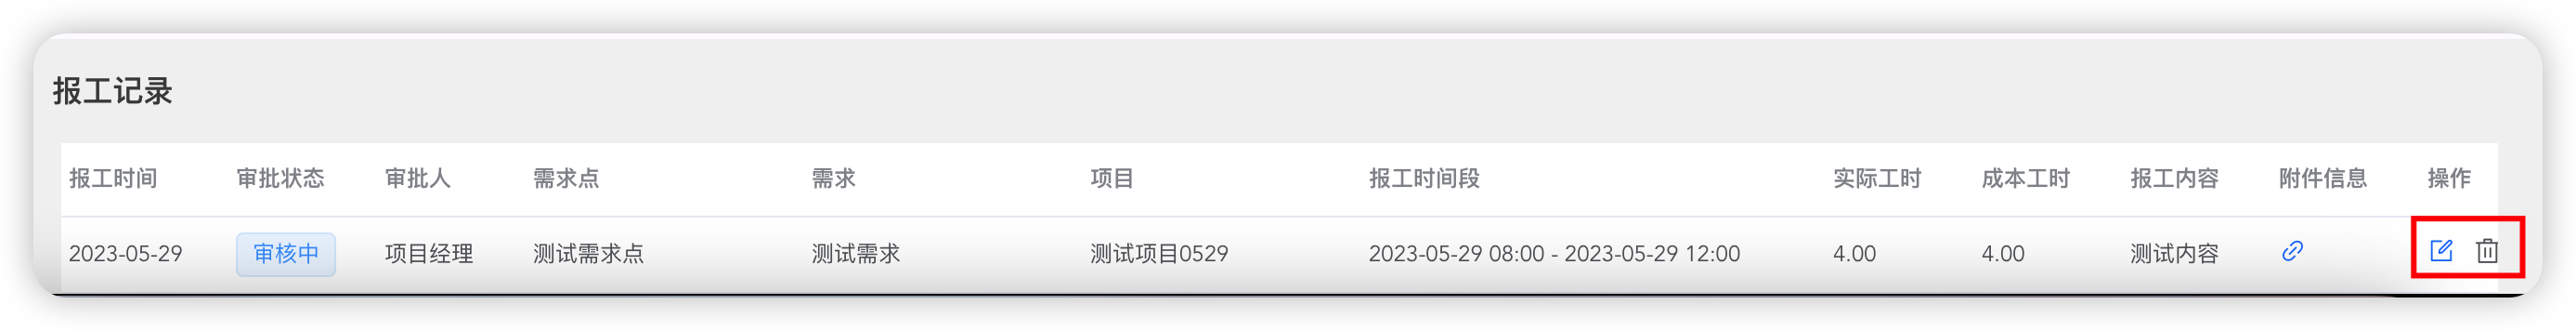 报工记录
报工时间 审批状态 审批人 需求点 需求 项目 报工时间段 实际工时 成本工时 报工内容 附件信息 操作
2023-05-29 审核中 项目经理 测试需求点 测试需求 测试项目0529 2023-05-29 08:00 - 2023-05-29 12:00 4.00 4.00 测试内容